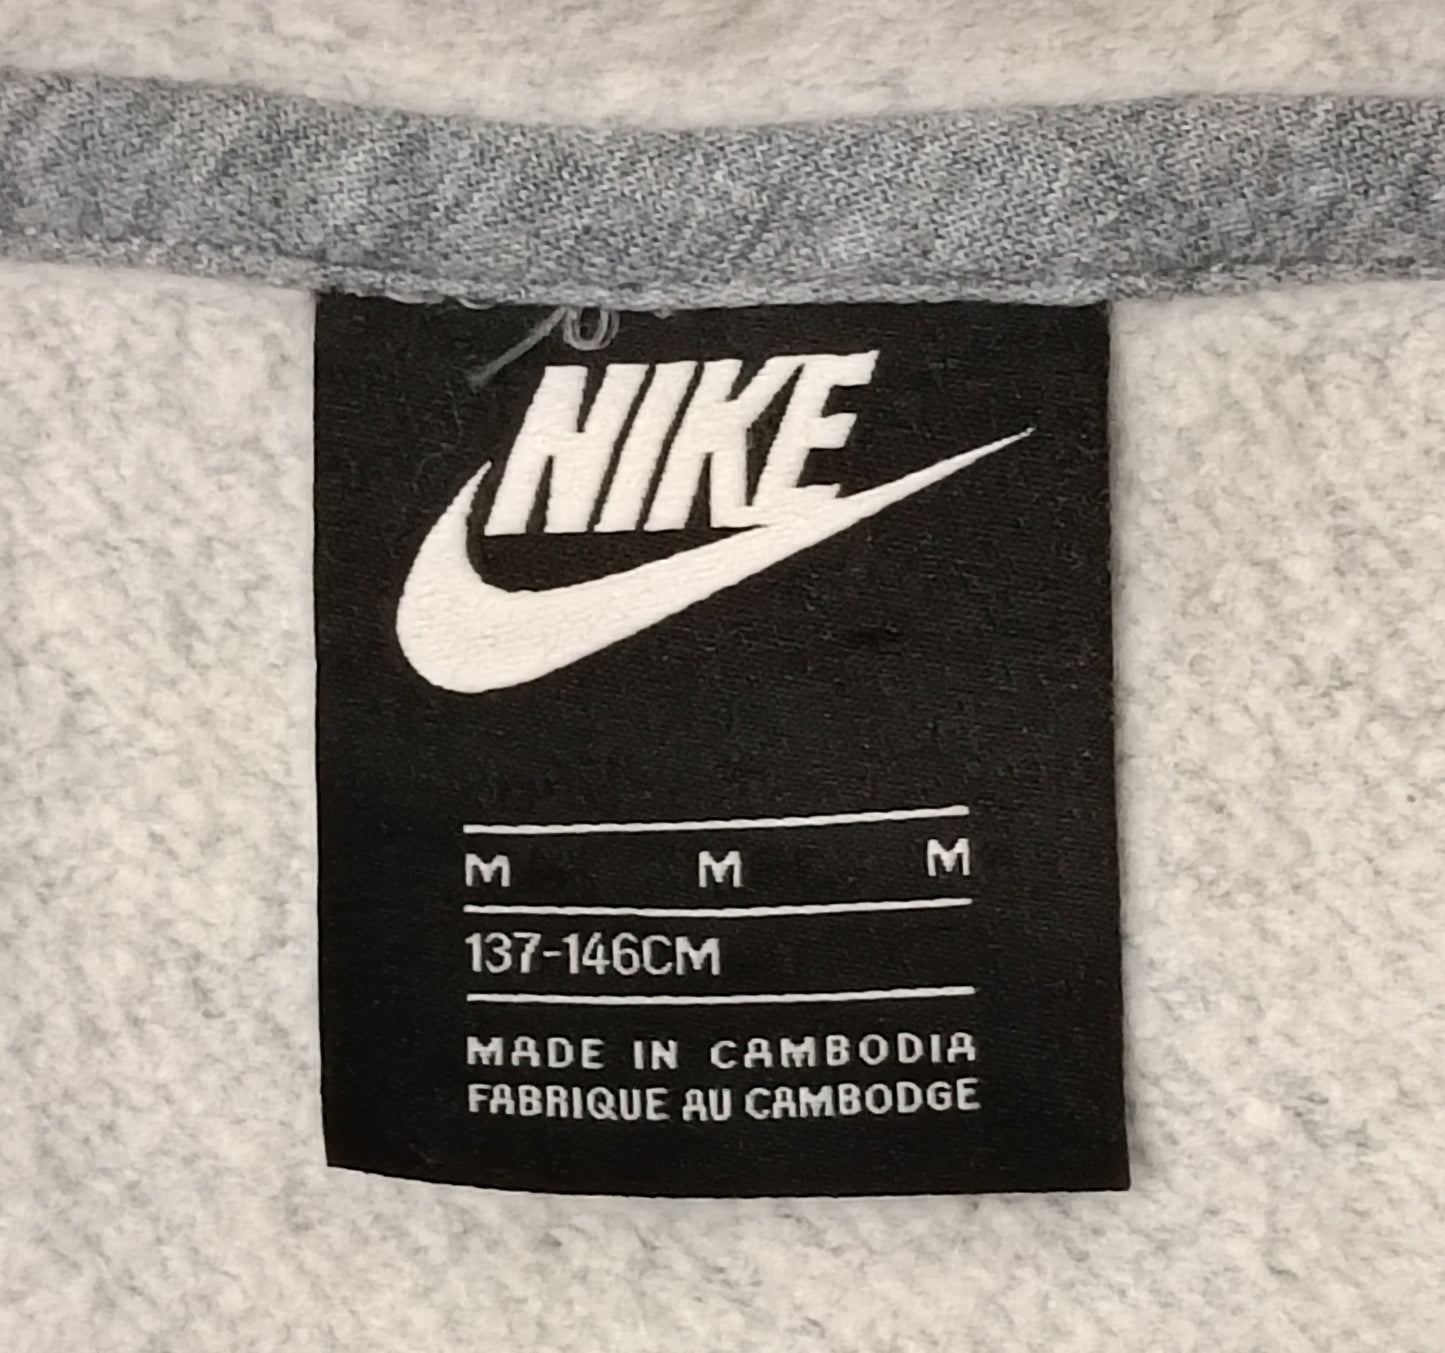 NIKE
M M M
137-146CM
MADE IN CAMBODIA
FABRIQUE AU CAMBODGE